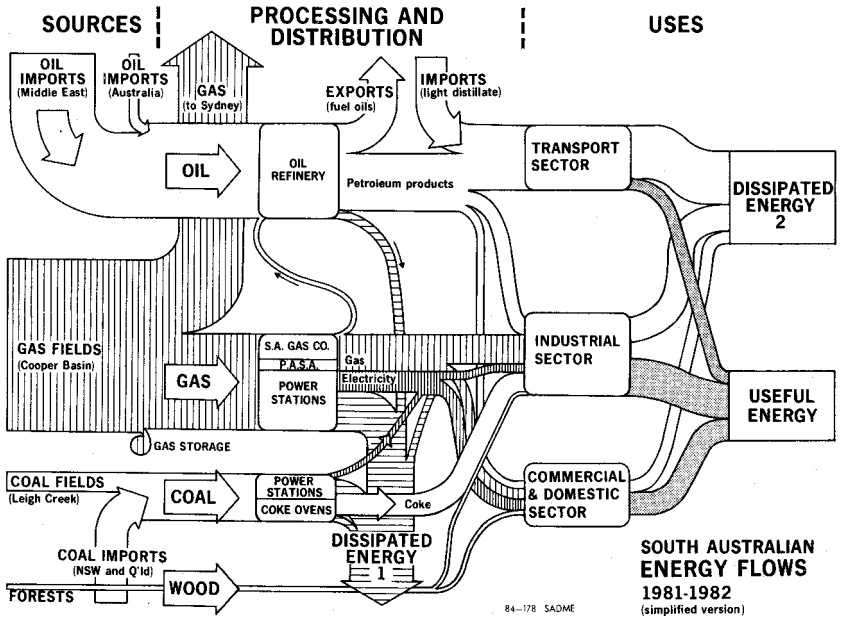 SOURCES
PROCESSING AND
DISTRIBUTION
USES
OIL
IMPORTS
(Middle East)
OIL
IMPORTS
(Australia)
GAS
(to Sydney)
EXPORTS
(fuel oils)
IMPORTS
(light distillate)
OIL
OIL
REFINERY
Petroleum products
TRANSPORT
SECTOR
DISSIPATED
ENERGY
2
GAS FIELDS
(Cooper Basin)
GAS
S.A. GAS CO.
P.A.S.A.
POWER
STATIONS
Gas
Electricity
INDUSTRIAL
SECTOR
USEFUL
ENERGY
GAS STORAGE
COAL FIELDS
(Leigh Creek)
COAL
POWER
STATIONS
COKE OVENS
Coke
COMMERCIAL
& DOMESTIC
SECTOR
COAL IMPORTS
(NSW and Q'ld)
DISSIPATED
ENERGY
1
WOOD
FORESTS
SOUTH AUSTRALIAN
ENERGY FLOWS
1981-1982
(simplified version)
84-178 SADME